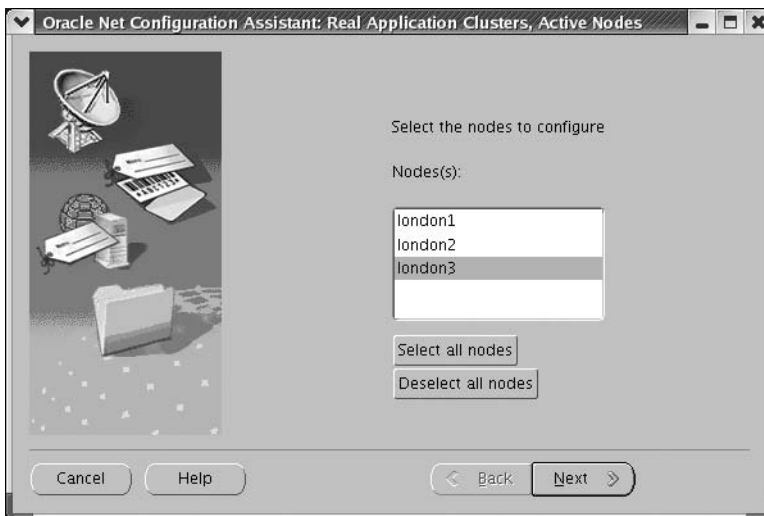 Oracle Net Configuration Assistant: Real Application Clusters, Active Nodes
Select the nodes to configure
Nodes(s):
london1
london2
london3
Select all nodes
Deselect all nodes
Cancel
Help
Back
Next